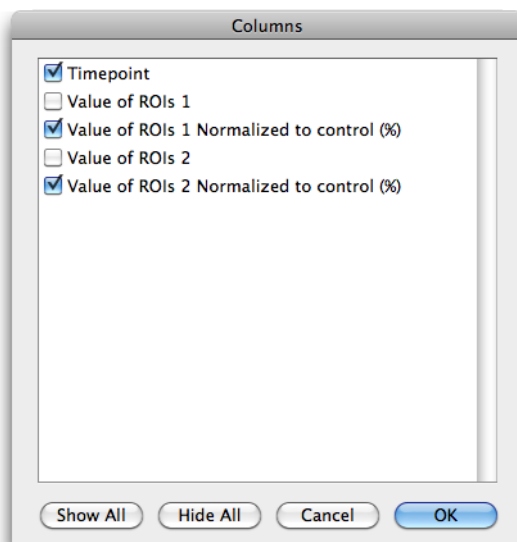 Columns
Timepoint
Value of ROIs 1
Value of ROIs 1 Normalized to control (%)
Value of ROIs 2
Value of ROIs 2 Normalized to control (%)
Show All Hide All Cancel OK